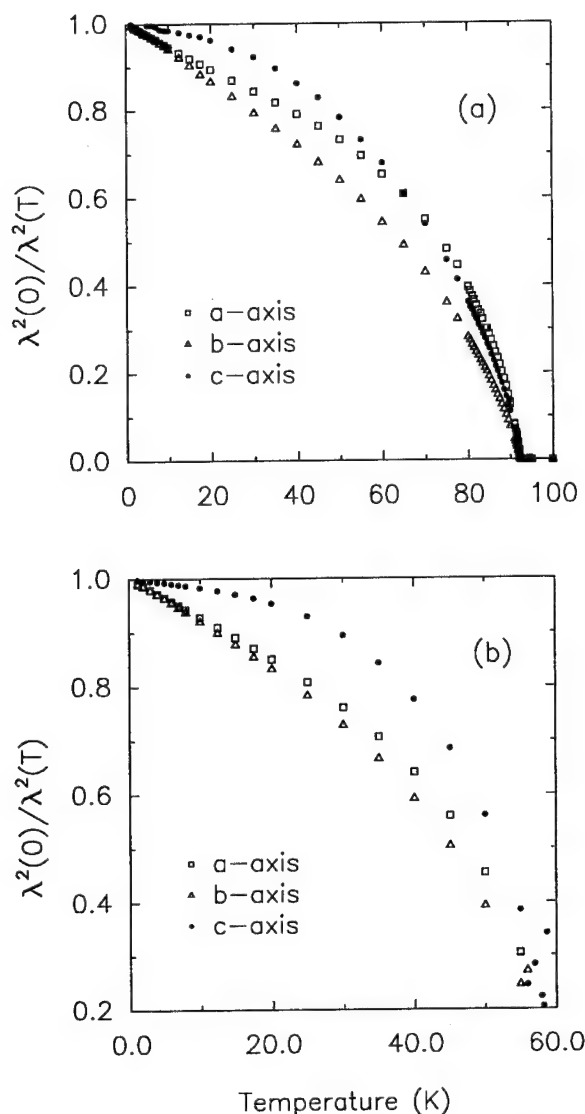 1.0
0.8
0.6
0.4
0.2
0.0
λ²(0)/λ²(T)
(a)
a-axis
b-axis
c-axis
0 20 40 60 80 100
1.0
0.8
0.6
0.4
0.2
λ²(0)/λ²(T)
(b)
a-axis
b-axis
c-axis
0.0 20.0 40.0 60.0
Temperature (K)